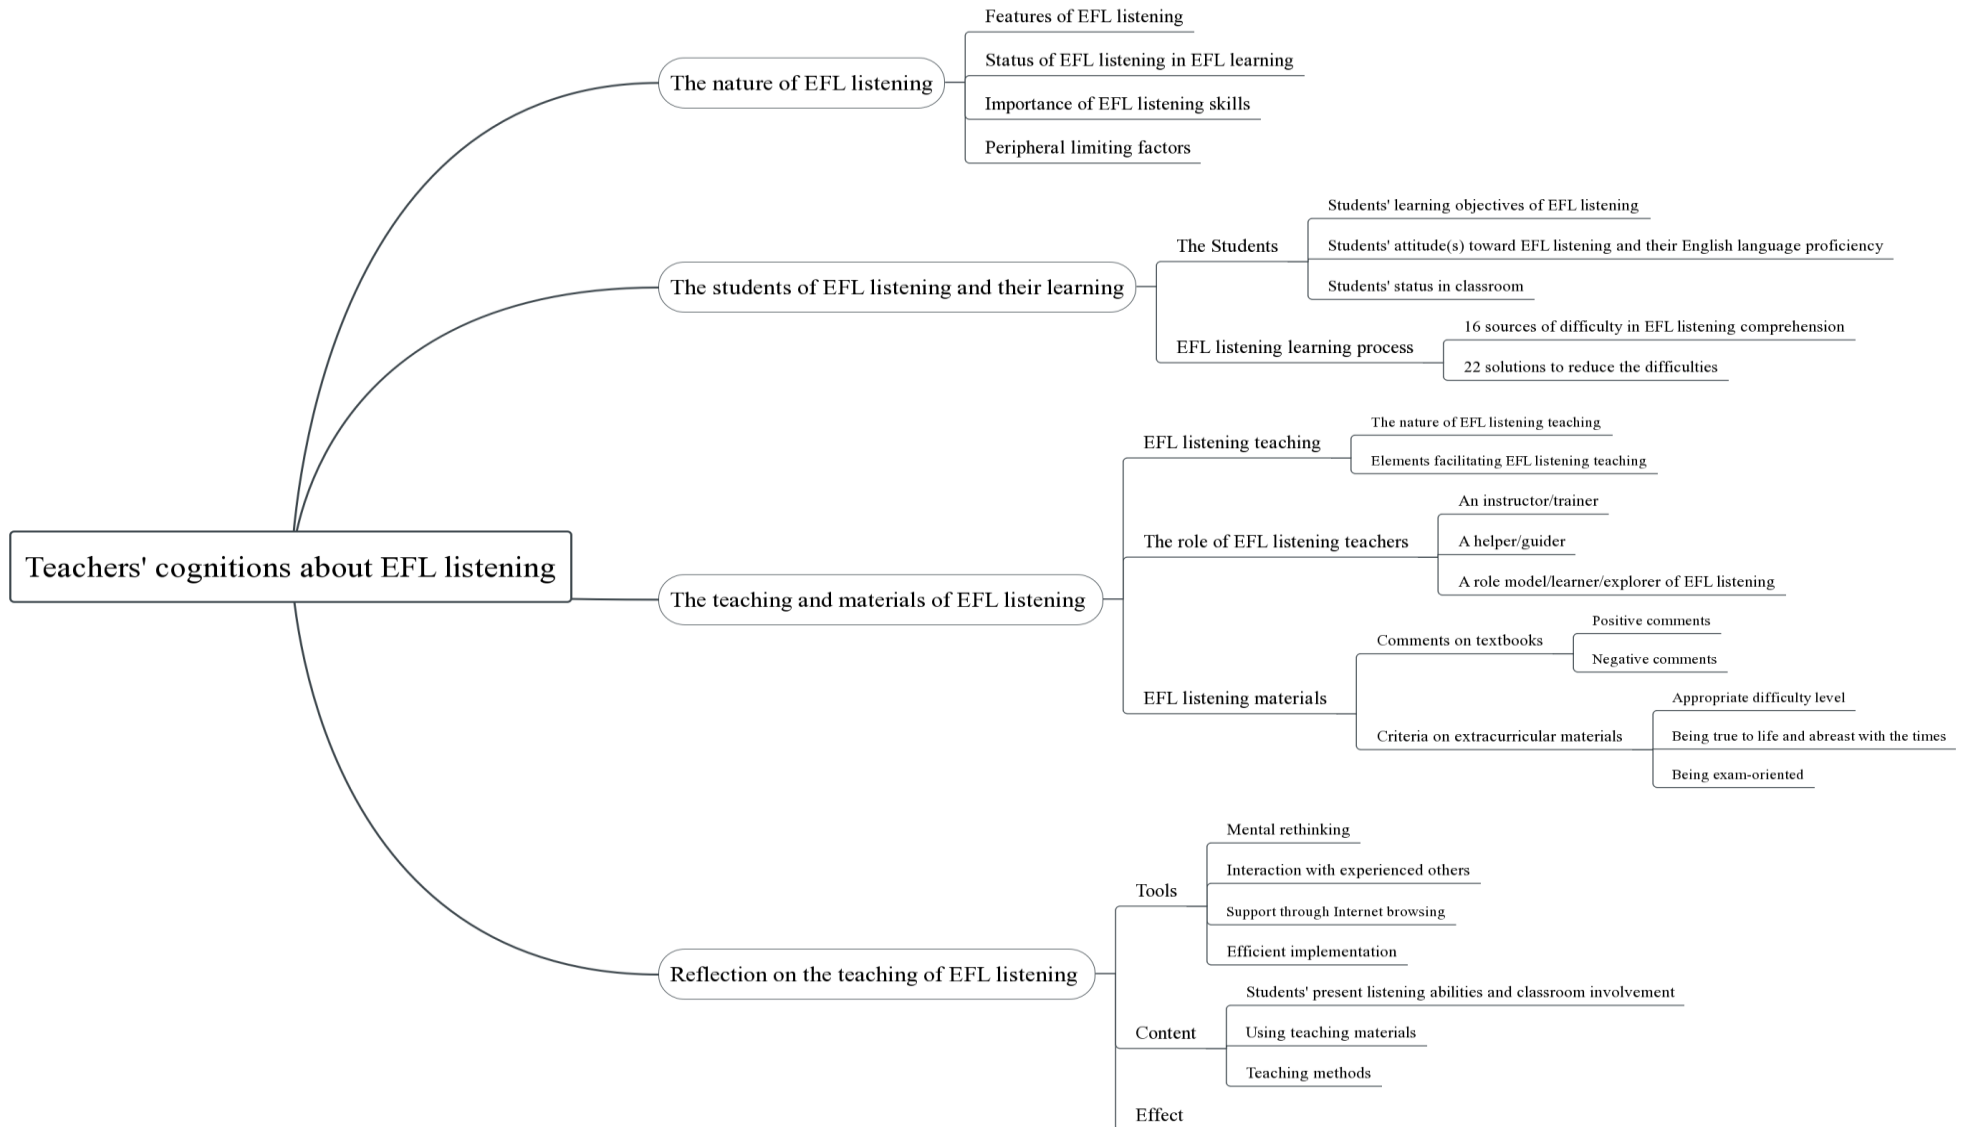 Teachers' cognitions about EFL listening
The nature of EFL listening
Features of EFL listening
Status of EFL listening in EFL learning
Importance of EFL listening skills
Peripheral limiting factors
The students of EFL listening and their learning
The Students
Students' learning objectives of EFL listening
Students' attitude(s) toward EFL listening and their English language proficiency
Students' status in classroom
EFL listening learning process
16 sources of difficulty in EFL listening comprehension
22 solutions to reduce the difficulties
The teaching and materials of EFL listening
EFL listening teaching
The nature of EFL listening teaching
Elements facilitating EFL listening teaching
The role of EFL listening teachers
An instructor/trainer
A helper/guider
A role model/learner/explorer of EFL listening
EFL listening materials
Comments on textbooks
Positive comments
Negative comments
Criteria on extracurricular materials
Appropriate difficulty level
Being true to life and abreast with the times
Being exam-oriented
Reflection on the teaching of EFL listening
Tools
Mental rethinking
Interaction with experienced others
Support through Internet browsing
Efficient implementation
Content
Students' present listening abilities and classroom involvement
Using teaching materials
Teaching methods
Effect